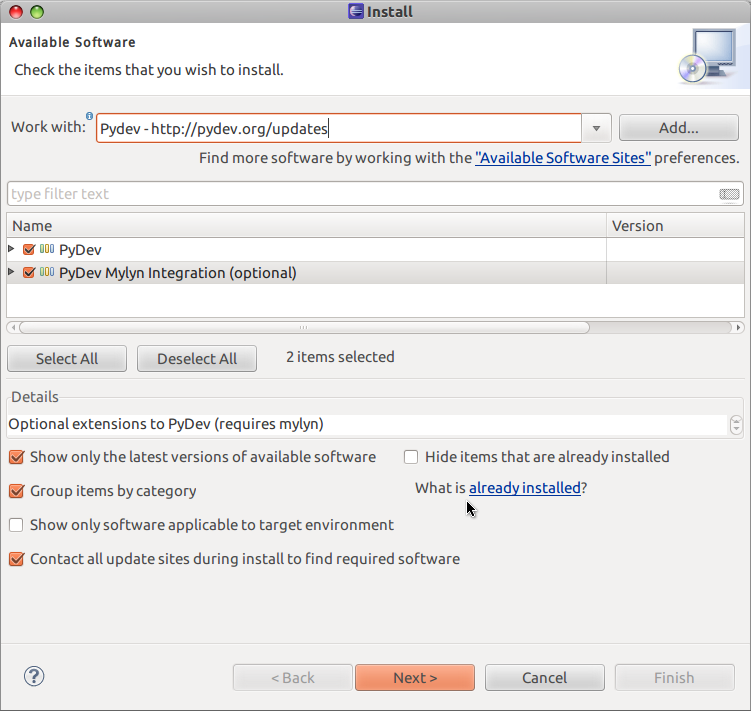 Install
Available Software
Check the items that you wish to install.
Work with: Pydev - http://pydev.org/updates Add...
Find more software by working with the "Available Software Sites" preferences.
type filter text
Name Version
PyDev
PyDev Mylyn Integration (optional)
Select All Deselect All 2 items selected
Details
Optional extensions to PyDev (requires mylyn)
Show only the latest versions of available software Hide items that are already installed
Group items by category What is already installed?
Show only software applicable to target environment
Contact all update sites during install to find required software
? < Back Next > Cancel Finish